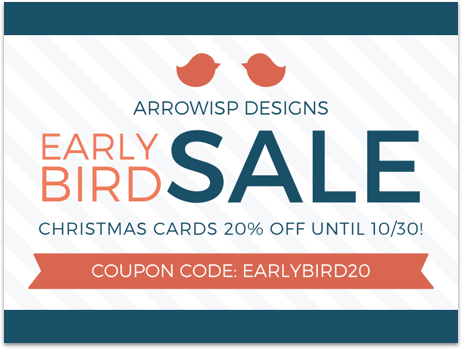 ARROWISP DESIGNS
EARLY BIRD SALE
CHRISTMAS CARDS 20% OFF UNTIL 10/30!
COUPON CODE: EARLYBIRD20